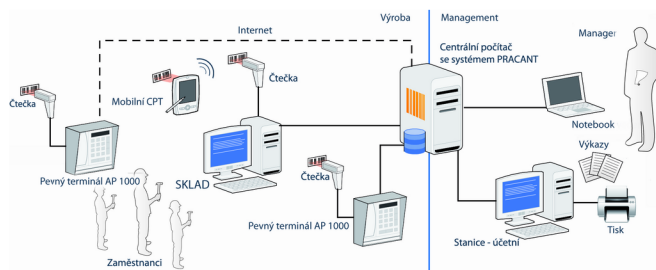 Výroba
Management
Internet
Manager
Centrální počítač
se systémem PRACANT
Čtečka
Čtečka
Mobilní CPT
Notebook
Výkazy
Pevný terminál AP 1000
SKLAD
Čtečka
Pevný terminál AP 1000
Stanice - účetní
Tisk
Zaměstnanci